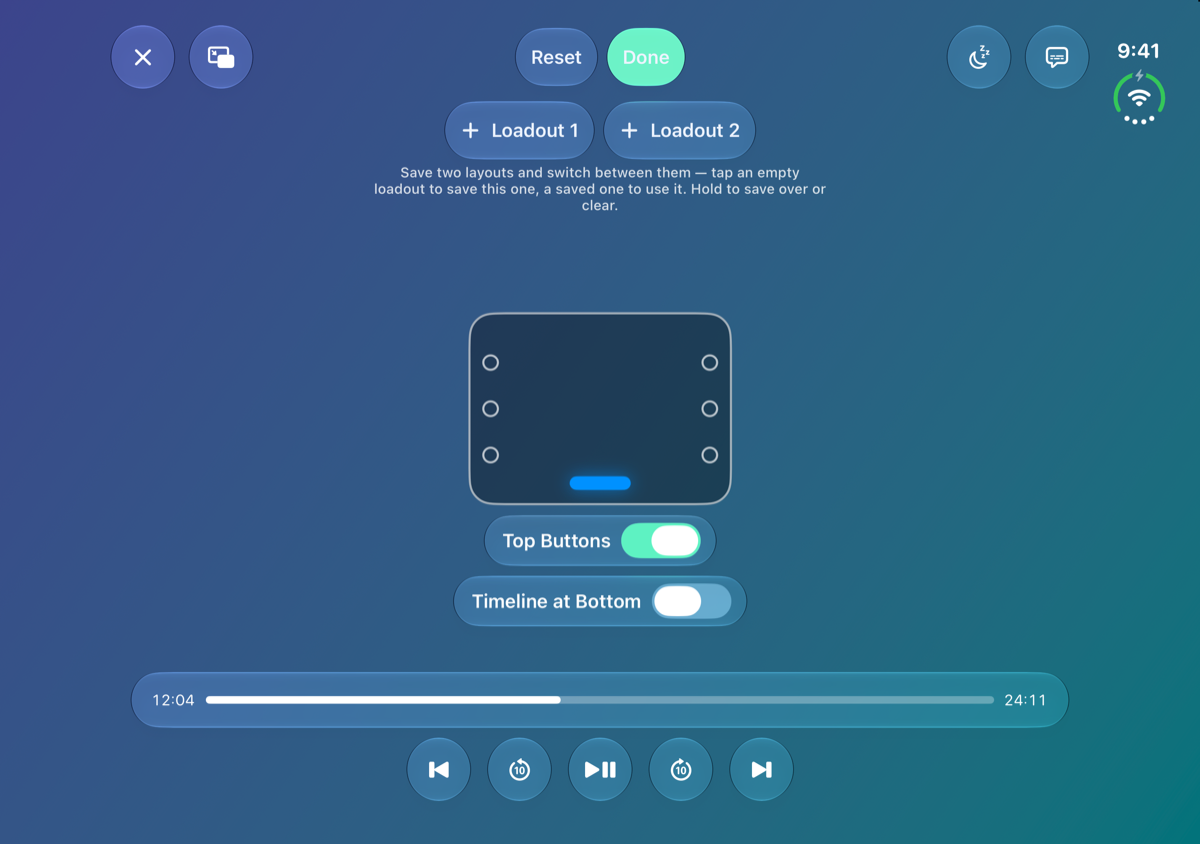 Reset
Done
9:41
zzz
+ Loadout 1
+ Loadout 2
Save two layouts and switch between them — tap an empty
loadout to save this one, a saved one to use it. Hold to save over or
clear.
Top Buttons
Timeline at Bottom
12:04
24:11
10
10